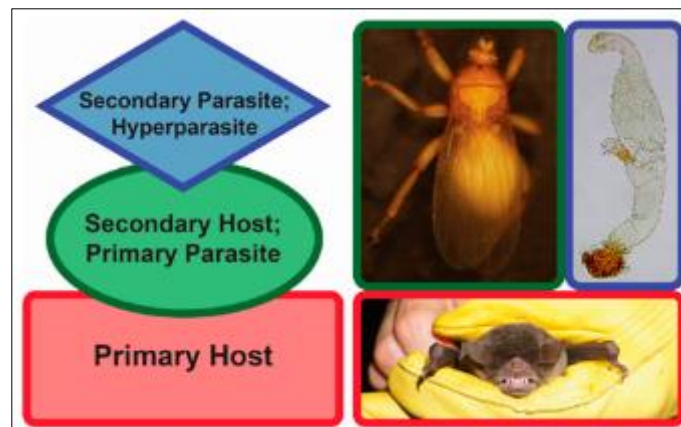 Secondary Parasite;
Hyperparasite
Secondary Host;
Primary Parasite
Primary Host